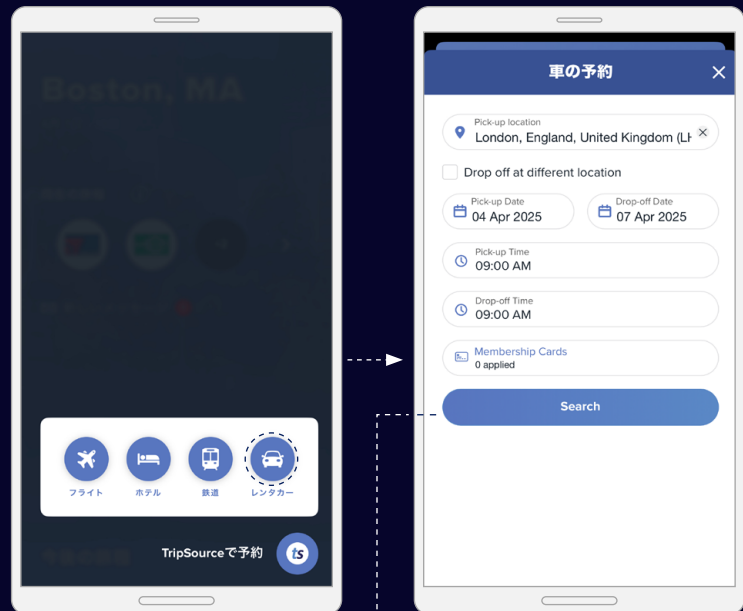 Boston, MA
フライト
ホテル
鉄道
レンタカー
TripSourceで予約
ts
車の予約
Pick-up location
London, England, United Kingdom (LH
Drop off at different location
Pick-up Date
04 Apr 2025
Drop-off Date
07 Apr 2025
Pick-up Time
09:00 AM
Drop-off Time
09:00 AM
Membership Cards
0 applied
Search